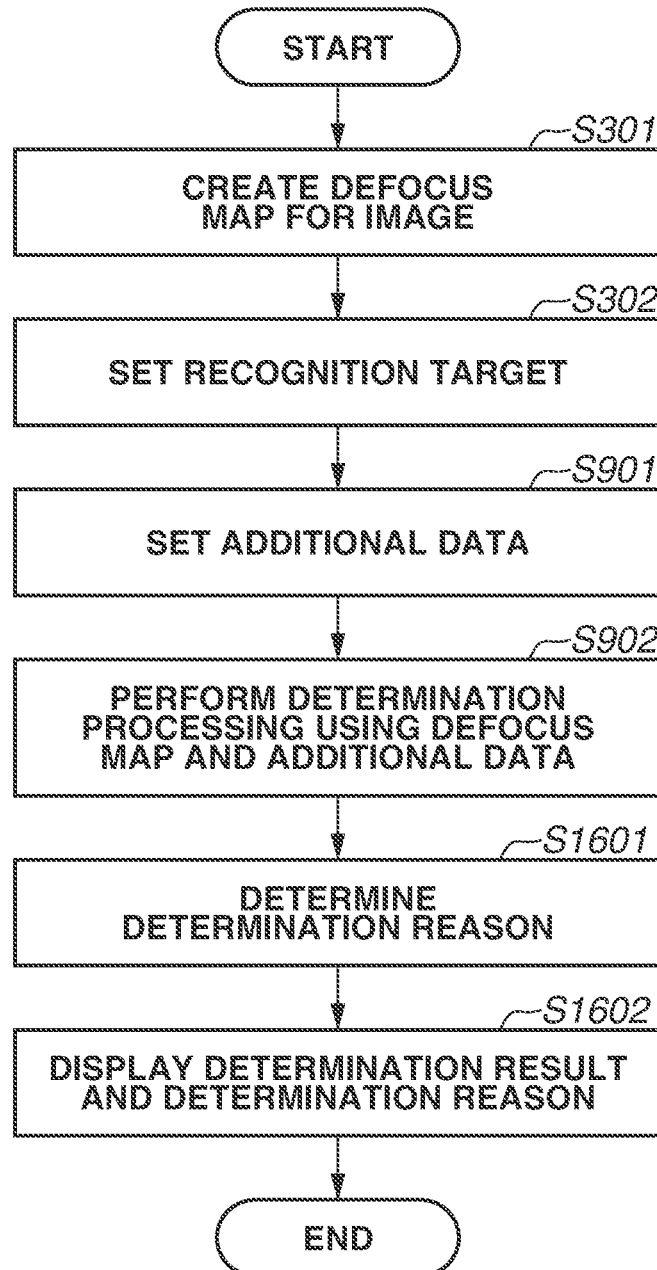 START
S301
CREATE DEFOCUS
MAP FOR IMAGE
S302
SET RECOGNITION TARGET
S901
SET ADDITIONAL DATA
S902
PERFORM DETERMINATION
PROCESSING USING DEFOCUS
MAP AND ADDITIONAL DATA
S1601
DETERMINE
DETERMINATION REASON
S1602
DISPLAY DETERMINATION RESULT
AND DETERMINATION REASON
END